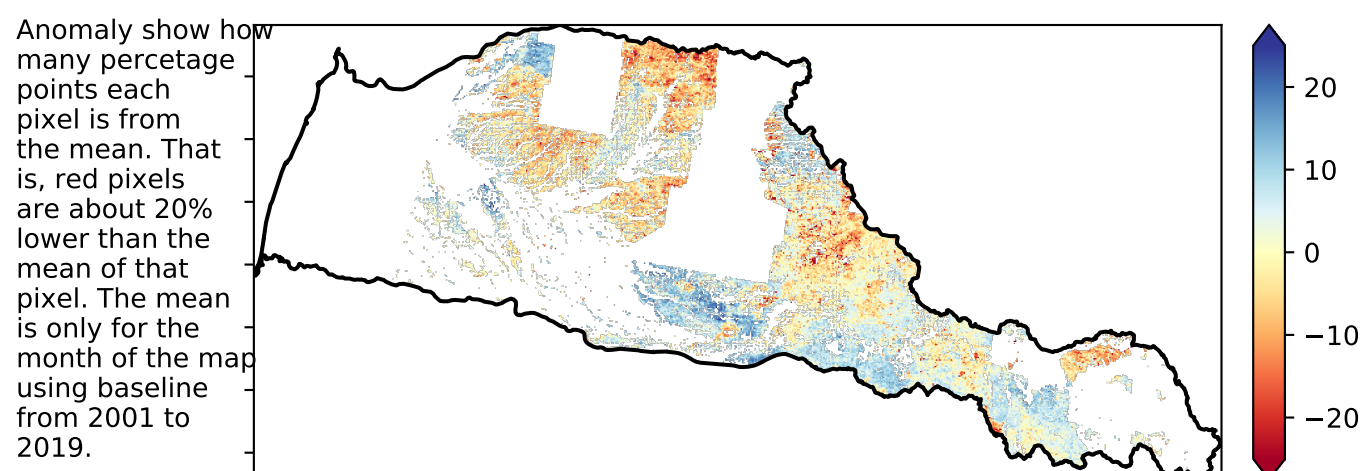 Anomaly show how
many percetage
points each
pixel is from
the mean. That
is, red pixels
are about 20%
lower than the
mean of that
pixel. The mean
is only for the
month of the map
using baseline
from 2001 to
2019.
20
10
0
−10
−20